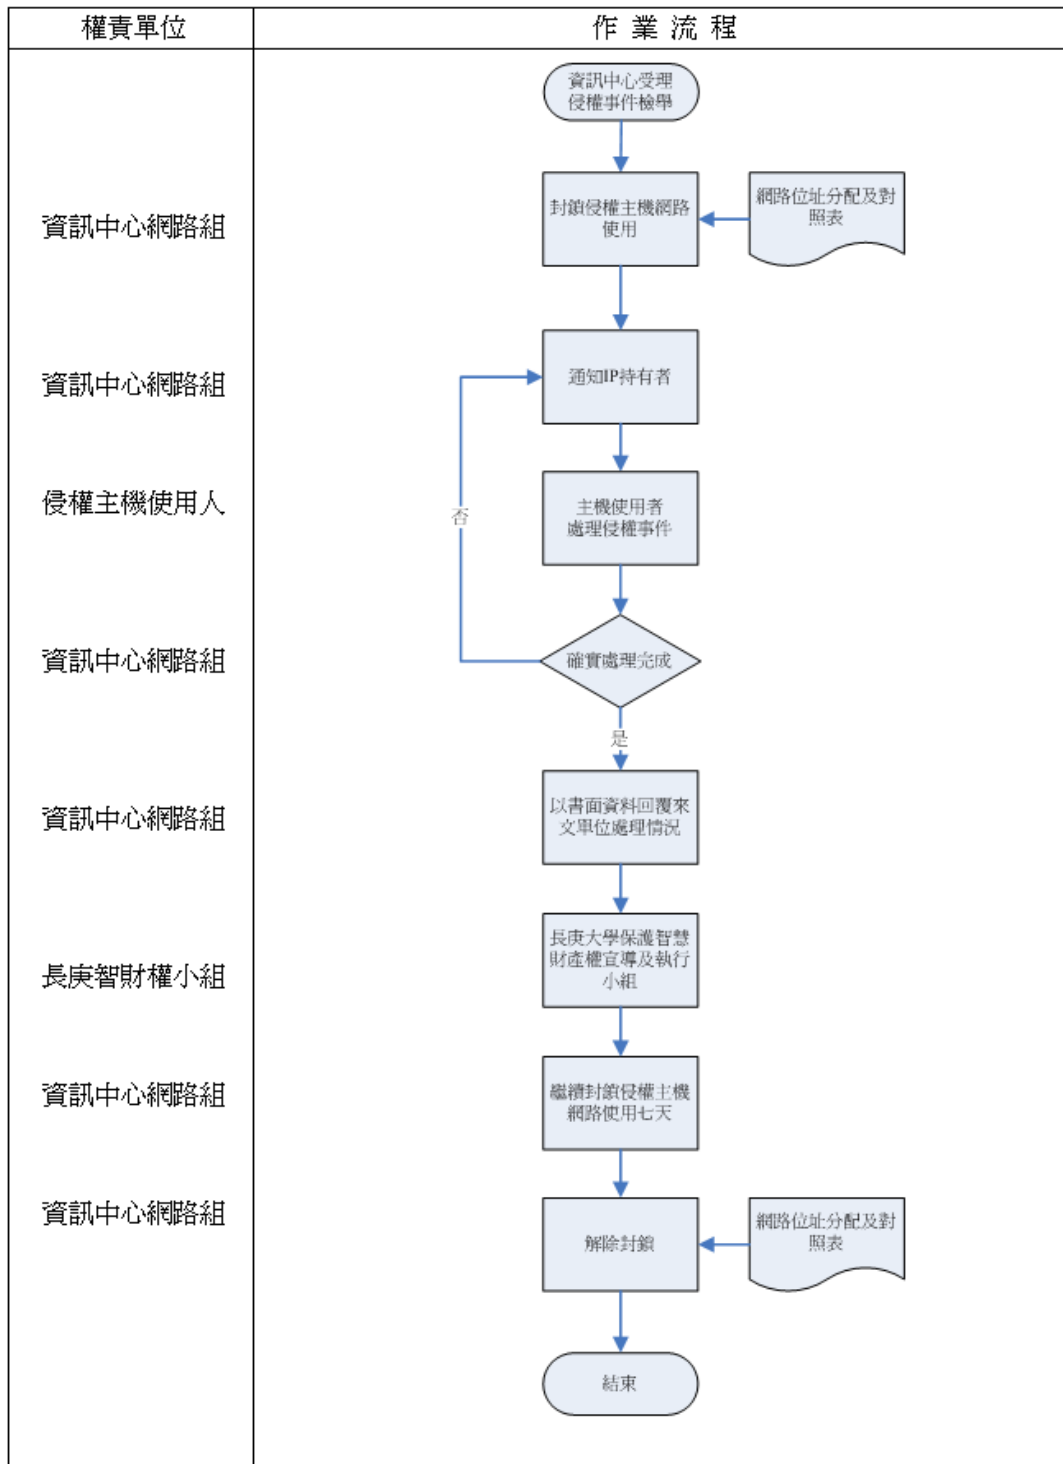 權責單位
作 業 流 程
資訊中心受理
侵權事件檢舉
資訊中心網路組
封鎖侵權主機網路
使用
網路位址分配及對
照表
資訊中心網路組
通知IP持有者
侵權主機使用人
主機使用者
處理侵權事件
否
資訊中心網路組
確實處理完成
是
資訊中心網路組
以書面資料回覆來
文單位處理情況
長庚智財權小組
長庚大學保護智慧
財產權宣導及執行
小組
資訊中心網路組
繼續封鎖侵權主機
網路使用七天
資訊中心網路組
解除封鎖
網路位址分配及對
照表
結束